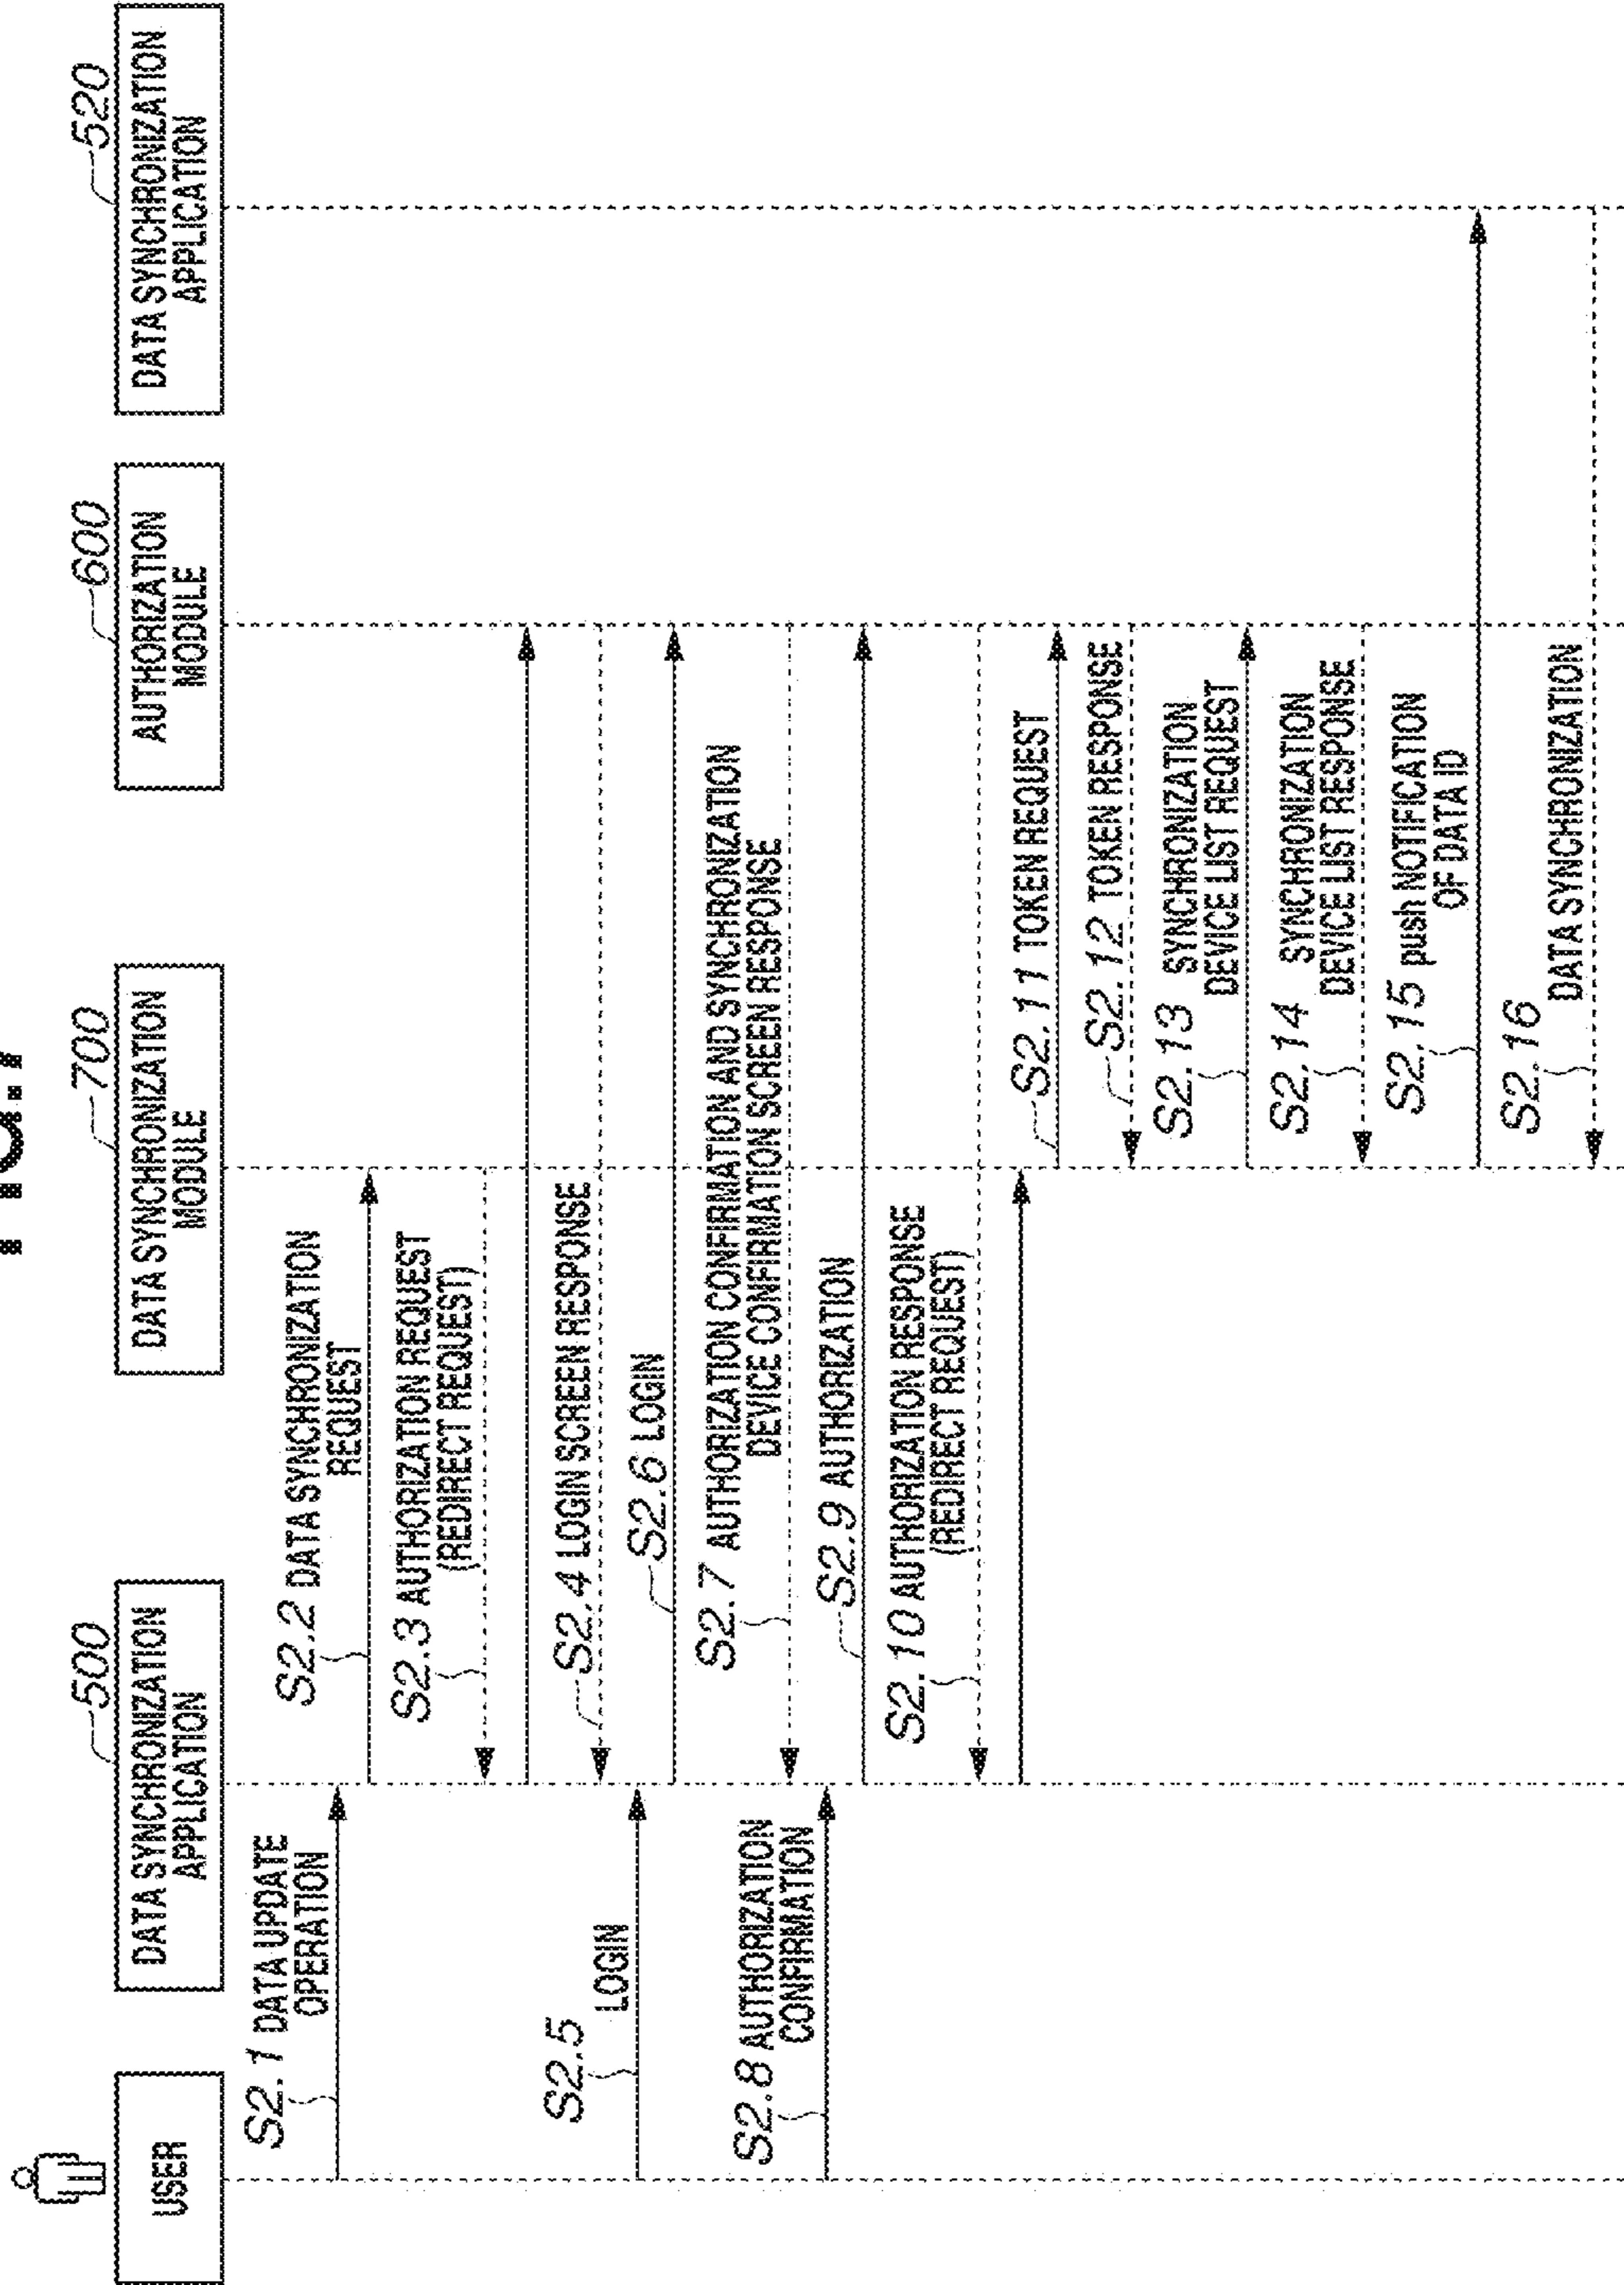 FIG.7
USER
500
DATA SYNCHRONIZATION
APPLICATION
700
DATA SYNCHRONIZATION
MODULE
600
AUTHORIZATION
MODULE
520
DATA SYNCHRONIZATION
APPLICATION
S2.1 DATA UPDATE
OPERATION
S2.2 DATA SYNCHRONIZATION
REQUEST
S2.3 AUTHORIZATION REQUEST
(REDIRECT REQUEST)
S2.4 LOGIN SCREEN RESPONSE
S2.5 LOGIN
S2.6 LOGIN
S2.7 AUTHORIZATION CONFIRMATION AND SYNCHRONIZATION
DEVICE CONFIRMATION SCREEN RESPONSE
S2.8 AUTHORIZATION
CONFIRMATION
S2.9 AUTHORIZATION
S2.10 AUTHORIZATION RESPONSE
(REDIRECT REQUEST)
S2.11 TOKEN REQUEST
S2.12 TOKEN RESPONSE
S2.13 SYNCHRONIZATION
DEVICE LIST REQUEST
S2.14 SYNCHRONIZATION
DEVICE LIST RESPONSE
S2.15 push NOTIFICATION
OF DATA ID
S2.16 DATA SYNCHRONIZATION